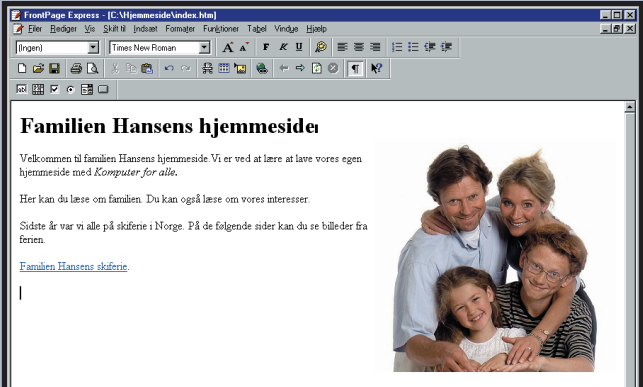 FrontPage Express - [C:\Hjemmeside\index.htm]
Filer Rediger Vis Skift til Indsæt Formater Funktioner Tabel Vindue Hjælp
(Ingen) Times New Roman A A F K U
Familien Hansens hjemmeside
Velkommen til familien Hansens hjemmeside. Vi er ved at lære at lave vores egen
hjemmeside med Komputer for alle.
Her kan du læse om familien. Du kan også læse om vores interesser.
Sidste år var vi alle på skiferie i Norge. På de følgende sider kan du se billeder fra
ferien.
Familien Hansens skiferie.